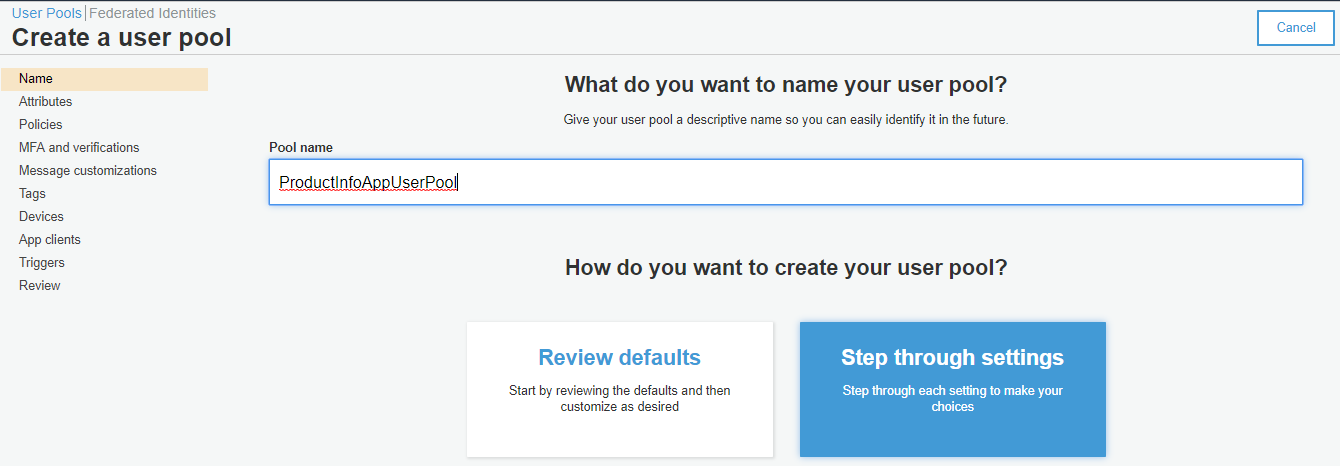 User Pools | Federated Identities
Create a user pool
Cancel
Name
Attributes
Policies
MFA and verifications
Message customizations
Tags
Devices
App clients
Triggers
Review
What do you want to name your user pool?
Give your user pool a descriptive name so you can easily identify it in the future.
Pool name
ProductInfoAppUserPool
How do you want to create your user pool?
Review defaults
Start by reviewing the defaults and then
customize as desired
Step through settings
Step through each setting to make your
choices